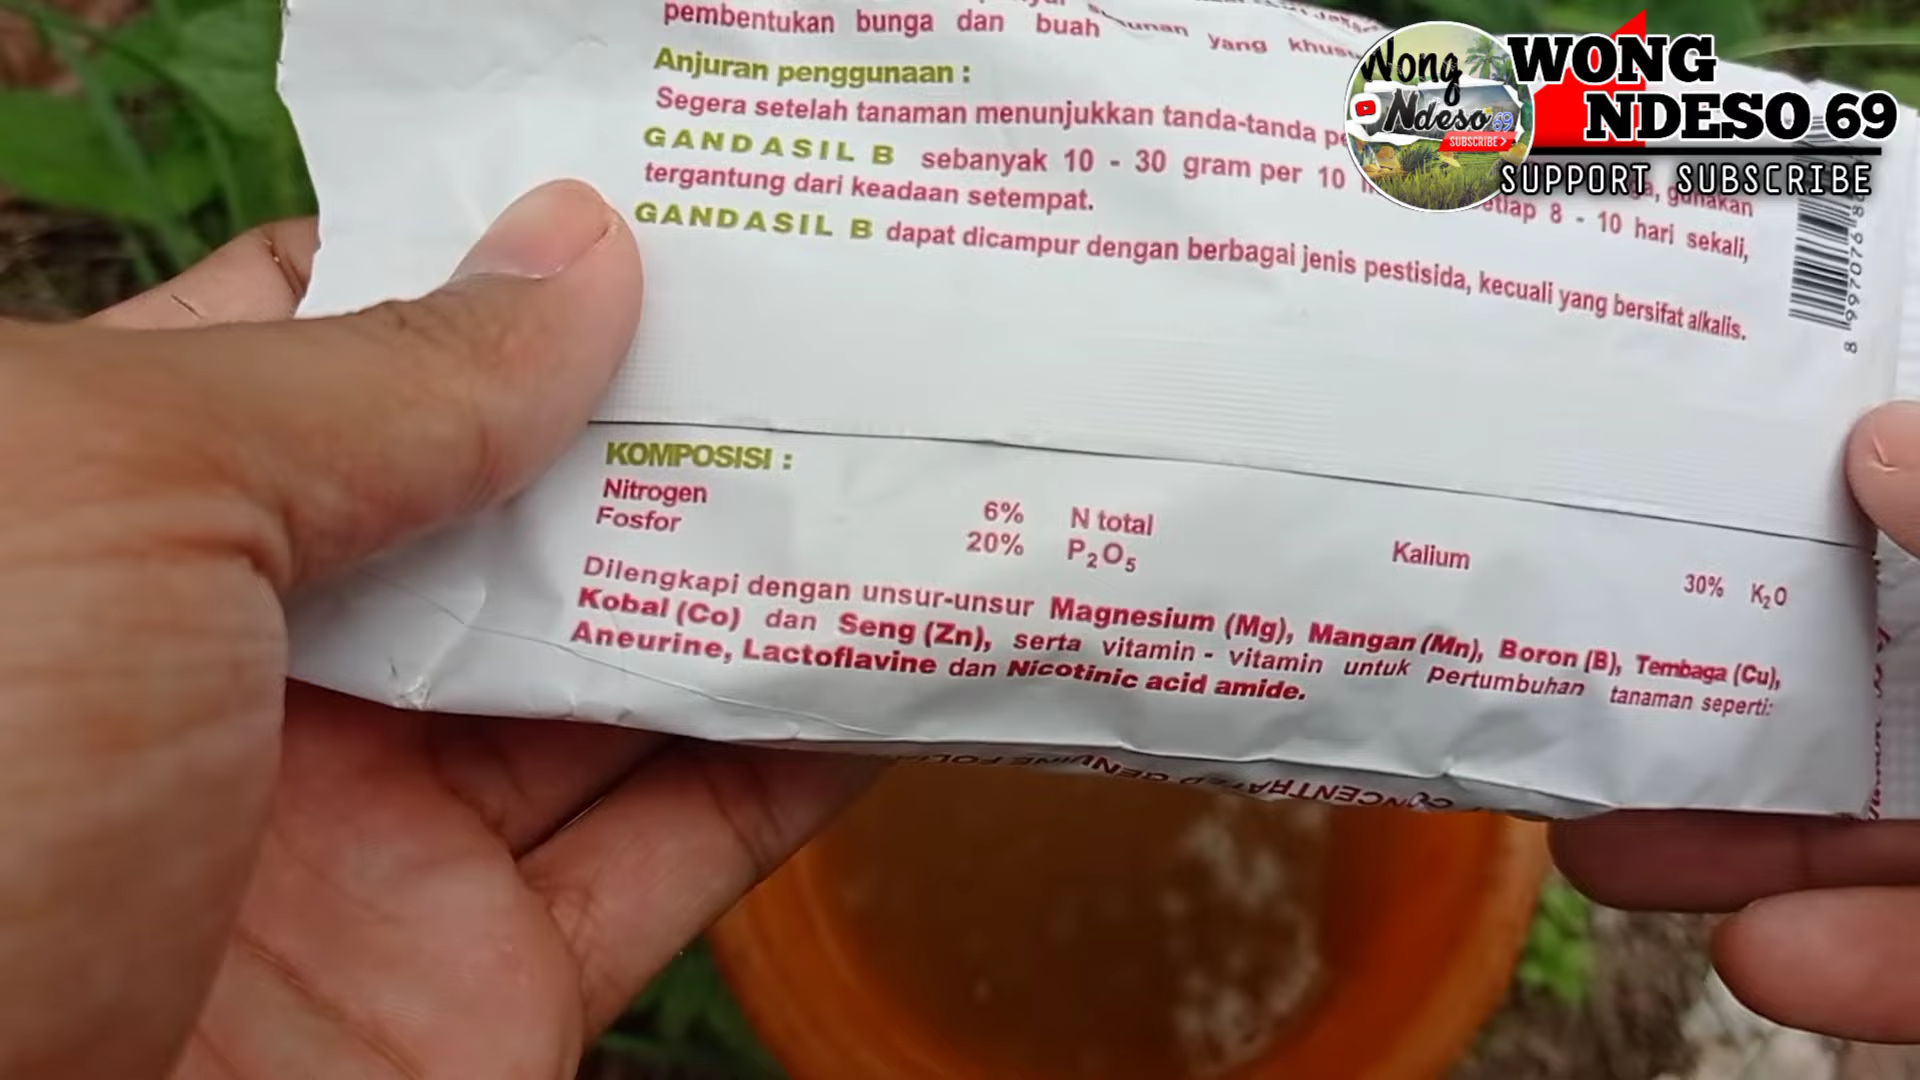 pembentukan bunga dan buah
yang
Anjuran penggunaan :
Segera setelah tanaman menunjukkan tanda-tanda
gunakan
GANDASIL B sebanyak 10 - 30 gram per 10 setiap 8 - 10 hari sekali,
tergantung dari keadaan setempat.
GANDASIL B dapat dicampur dengan berbagai jenis pestisida, kecuali yang bersifat alkalis.
KOMPOSISI :
Nitrogen 6% N total Kalium 30% K₂O
Fosfor 20% P₂O₅
Dilengkapi dengan unsur-unsur Magnesium (Mg), Mangan (Mn), Boron (B), Tembaga (Cu),
Kobal (Co) dan Seng (Zn), serta vitamin - vitamin untuk pertumbuhan tanaman seperti:
Aneurine, Lactoflavine dan Nicotinic acid amide.
Wong
Ndeso 69
SUBSCRIBE
WONG
NDESO 69
SUPPORT SUBSCRIBE